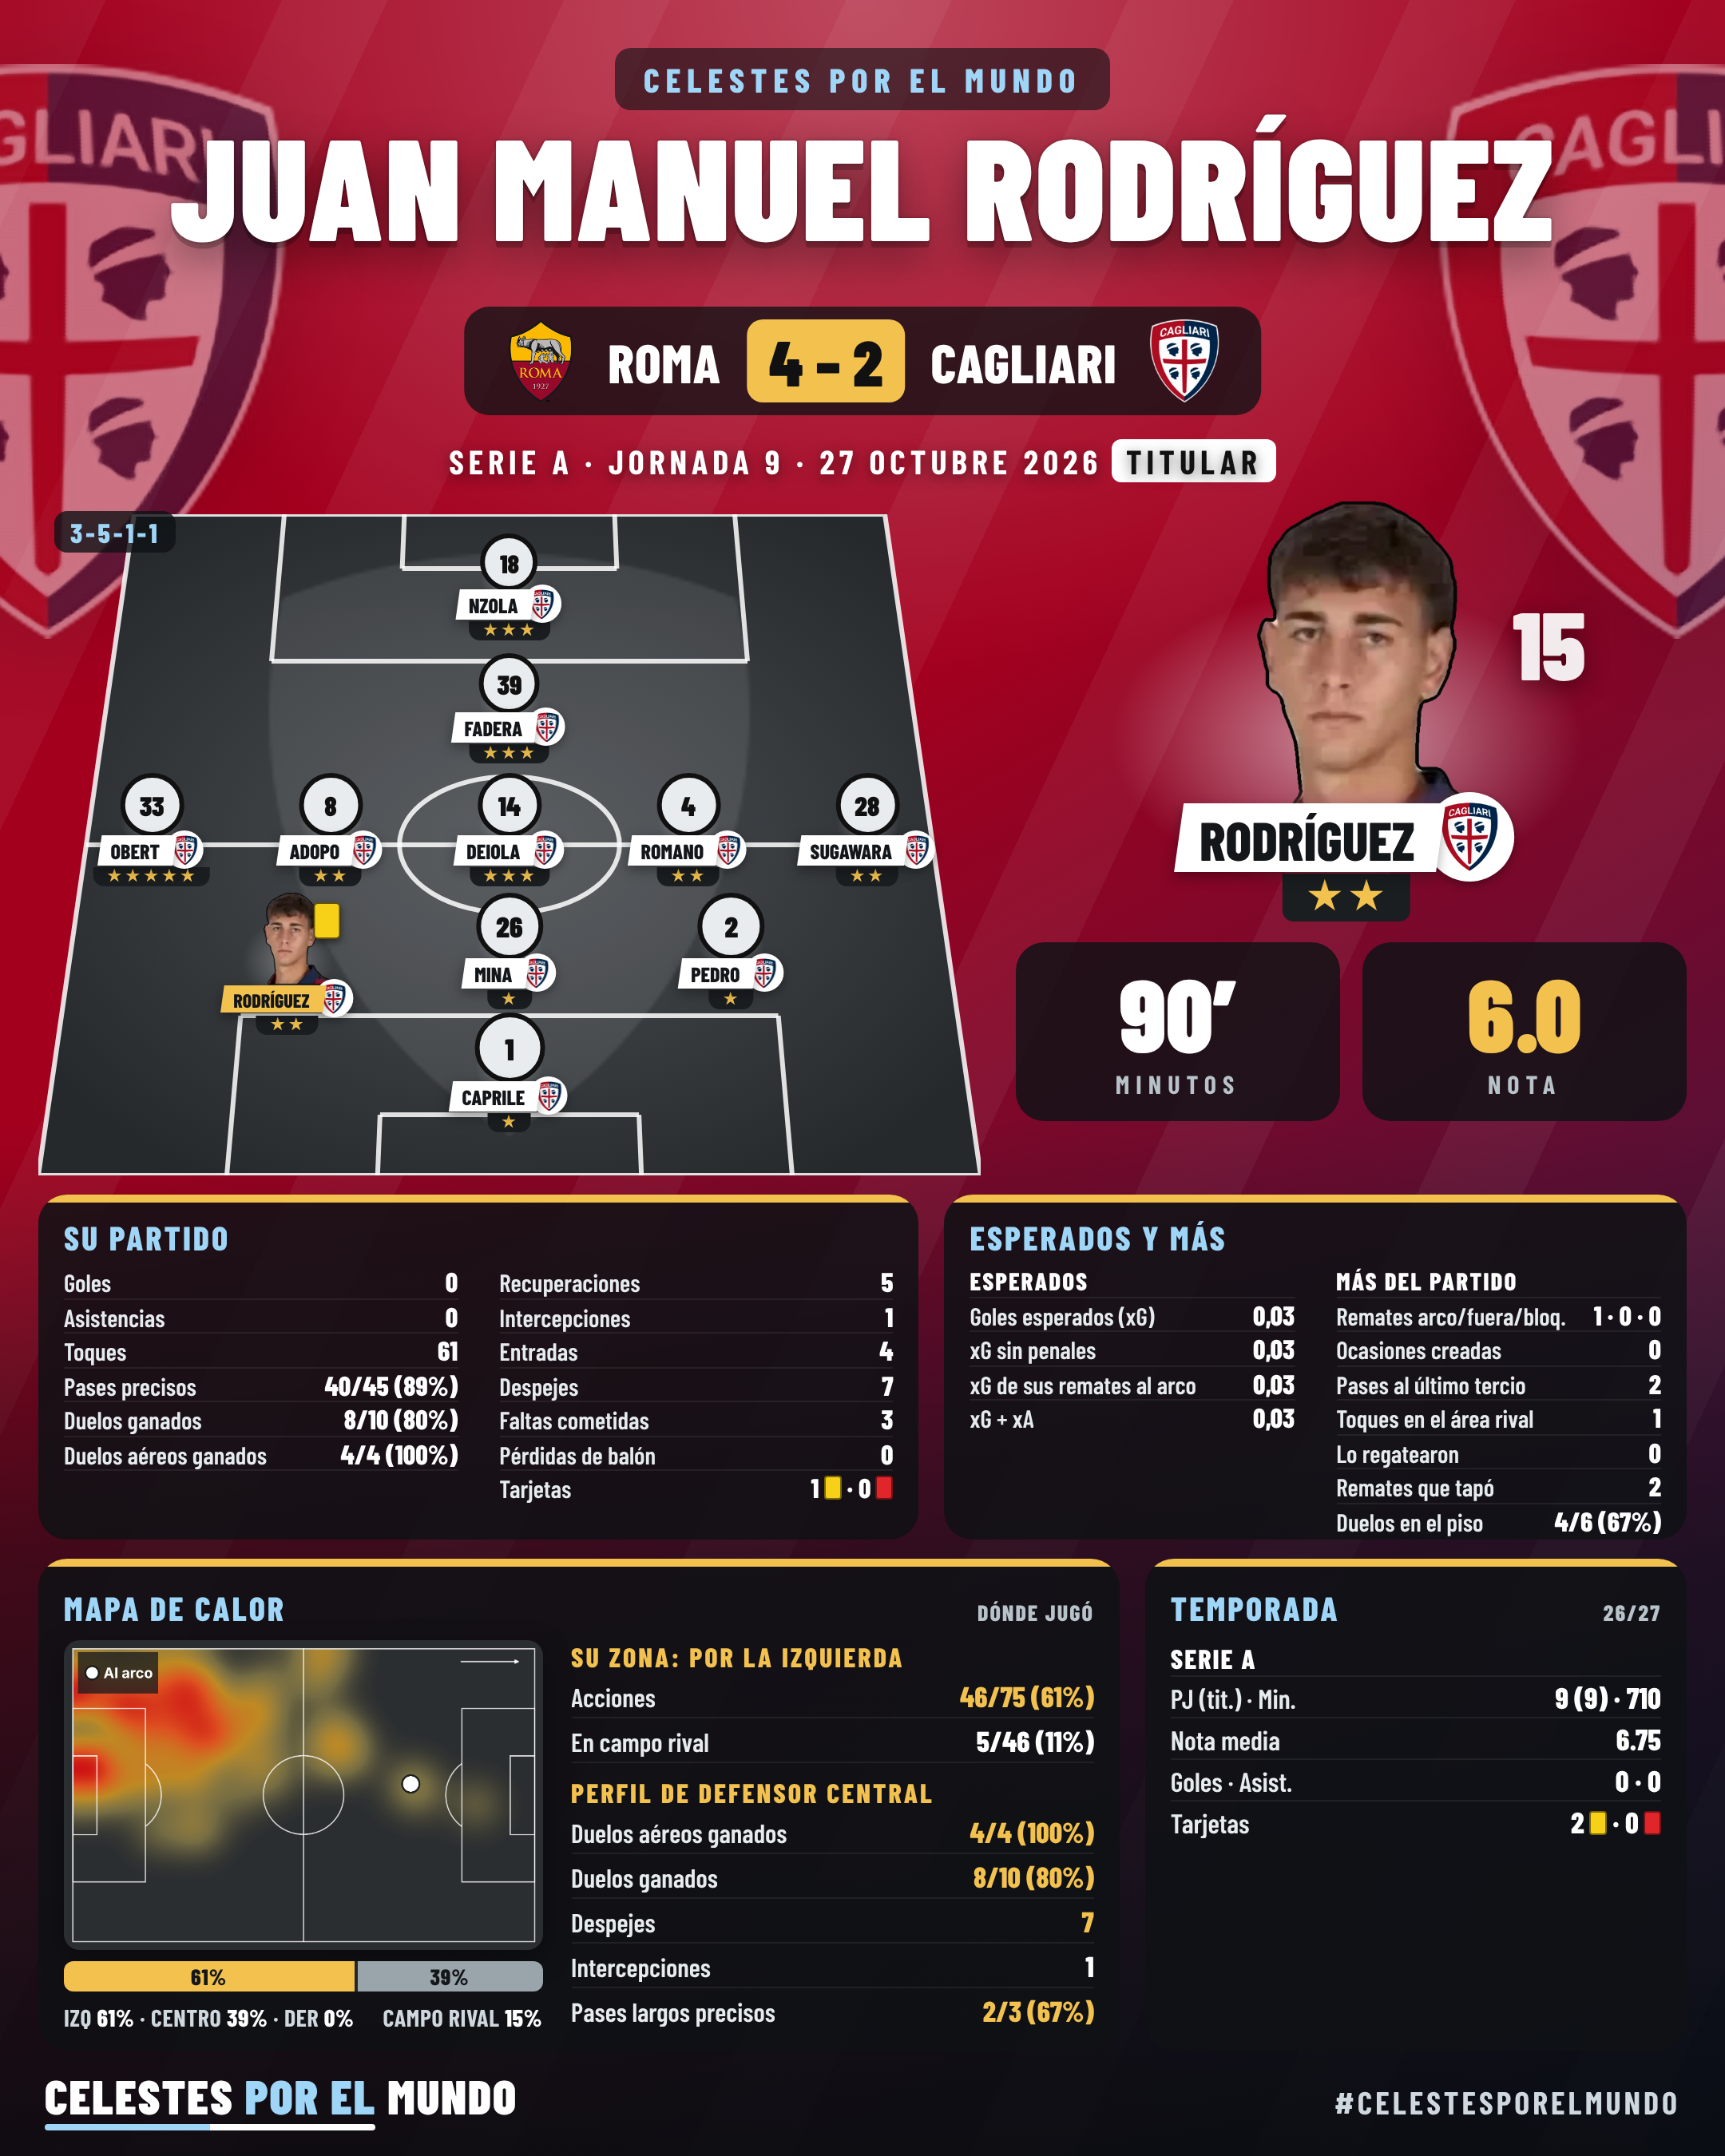 CELESTES POR EL MUNDO
JUAN MANUEL RODRÍGUEZ
ROMA 4 - 2 CAGLIARI
SERIE A · JORNADA 9 · 27 OCTUBRE 2026 TITULAR
3-5-1-1
18
NZOLA
39
FADERA
33 8 14 4 28
OBERT ADOPO DEIOLA ROMANO SUGAWARA
26 2
RODRÍGUEZ MINA PEDRO
1
CAPRILE
15
RODRÍGUEZ
90’ 6.0
MINUTOS NOTA
SU PARTIDO
Goles 0
Asistencias 0
Toques 61
Pases precisos 40/45 (89%)
Duelos ganados 8/10 (80%)
Duelos aéreos ganados 4/4 (100%)
Recuperaciones 5
Intercepciones 1
Entradas 4
Despejes 7
Faltas cometidas 3
Pérdidas de balón 0
Tarjetas 1 · 0
ESPERADOS Y MÁS
ESPERADOS
Goles esperados (xG) 0,03
xG sin penales 0,03
xG de sus remates al arco 0,03
xG + xA 0,03
MÁS DEL PARTIDO
Remates arco/fuera/bloq. 1 · 0 · 0
Ocasiones creadas 0
Pases al último tercio 2
Toques en el área rival 1
Lo regatearon 0
Remates que tapó 2
Duelos en el piso 4/6 (67%)
MAPA DE CALOR DÓNDE JUGÓ
Al arco
61% 39%
IZQ 61% · CENTRO 39% · DER 0% CAMPO RIVAL 15%
SU ZONA: POR LA IZQUIERDA
Acciones 46/75 (61%)
En campo rival 5/46 (11%)
PERFIL DE DEFENSOR CENTRAL
Duelos aéreos ganados 4/4 (100%)
Duelos ganados 8/10 (80%)
Despejes 7
Intercepciones 1
Pases largos precisos 2/3 (67%)
TEMPORADA 26/27
SERIE A
PJ (tit.) · Min. 9 (9) · 710
Nota media 6.75
Goles · Asist. 0 · 0
Tarjetas 2 · 0
CELESTES POR EL MUNDO
#CELESTESPORELMUNDO